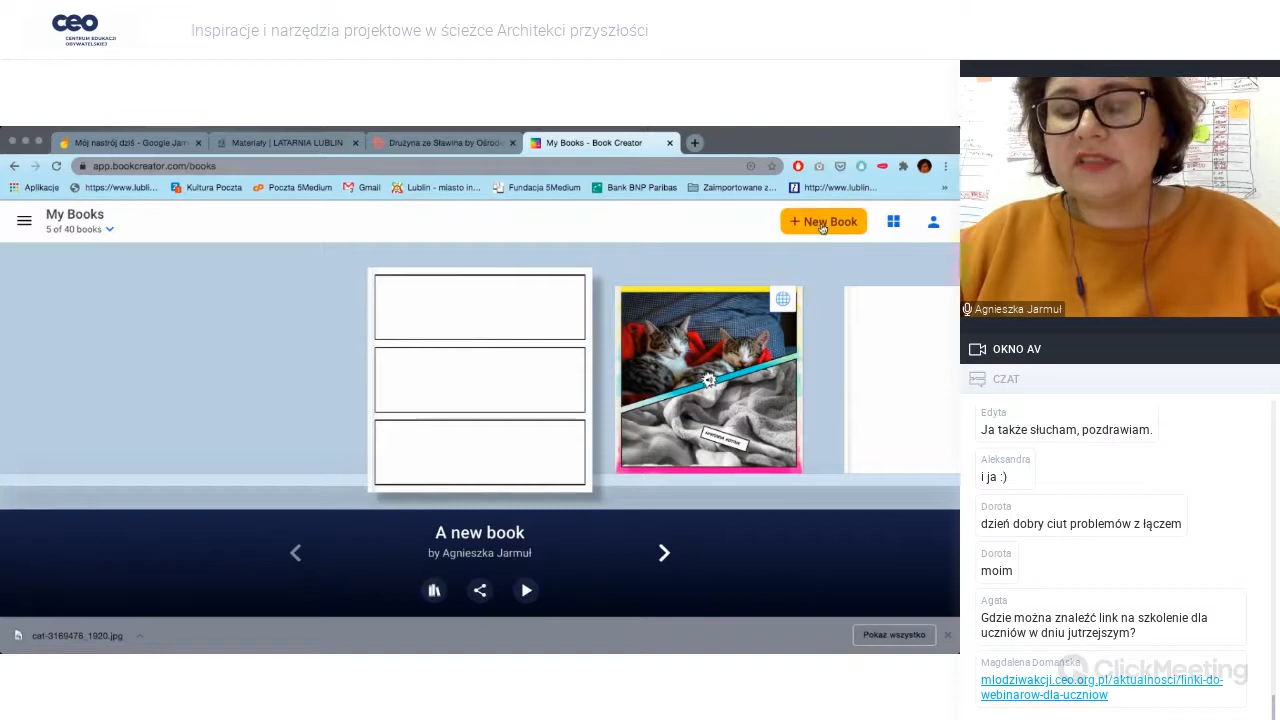 ceo
CENTRUM EDUKACJI
OBYWATELSKIEJ
Inspiracje i narzędzia projektowe w ścieżce Architekci przyszłości
Mój nastrój dziś - Google Jam
Materiały | "LATARNIA LUBLIN
Drużyna ze Sławina by Ośrode
My Books - Book Creator
app.bookcreator.com/books
Aplikacje
https://www.lubli...
Kultura Poczta
Poczta 5Medium
Gmail
Lublin - miasto in...
Fundacja 5Medium
Bank BNP Paribas
Zaimportowane z...
http://www.lublin...
My Books
5 of 40 books
+ New Book
A new book
by Agnieszka Jarmuł
cat-3169476_1920.jpg
Pokaż wszystko
Agnieszka Jarmuł
OKNO AV
CZAT
Edyta
Ja także słucham, pozdrawiam.
Aleksandra
i ja :)
Dorota
dzień dobry ciut problemów z łączem
Dorota
moim
Agata
Gdzie można znaleźć link na szkolenie dla
uczniów w dniu jutrzejszym?
Magdalena Domańska
mlodziwakcji.ceo.org.pl/aktualnosci/linki-do-
webinarow-dla-uczniow
ClickMeeting